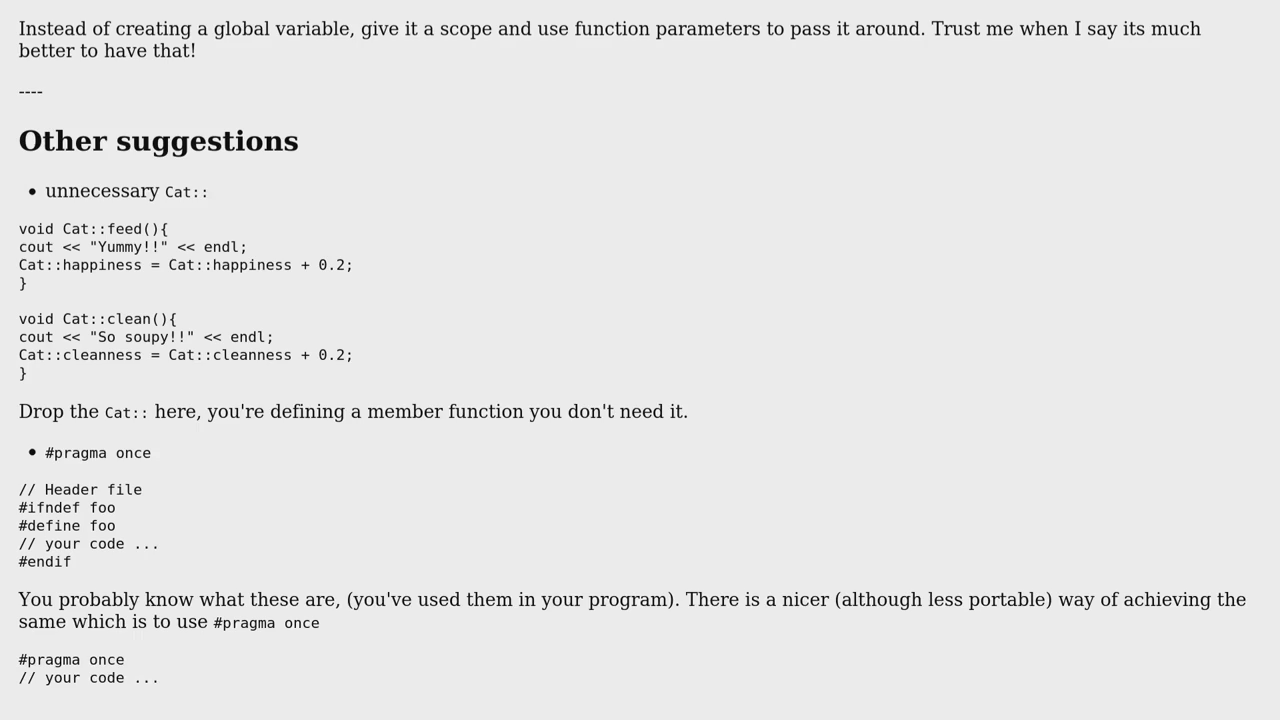 Instead of creating a global variable, give it a scope and use function parameters to pass it around. Trust me when I say its much
better to have that!
----
Other suggestions
• unnecessary Cat::
void Cat::feed(){
cout << "Yummy!!" << endl;
Cat::happiness = Cat::happiness + 0.2;
}
void Cat::clean(){
cout << "So soupy!!" << endl;
Cat::cleanness = Cat::cleanness + 0.2;
}
Drop the Cat:: here, you're defining a member function you don't need it.
• #pragma once
// Header file
#ifndef foo
#define foo
// your code ...
#endif
You probably know what these are, (you've used them in your program). There is a nicer (although less portable) way of achieving the
same which is to use #pragma once
#pragma once
// your code ...